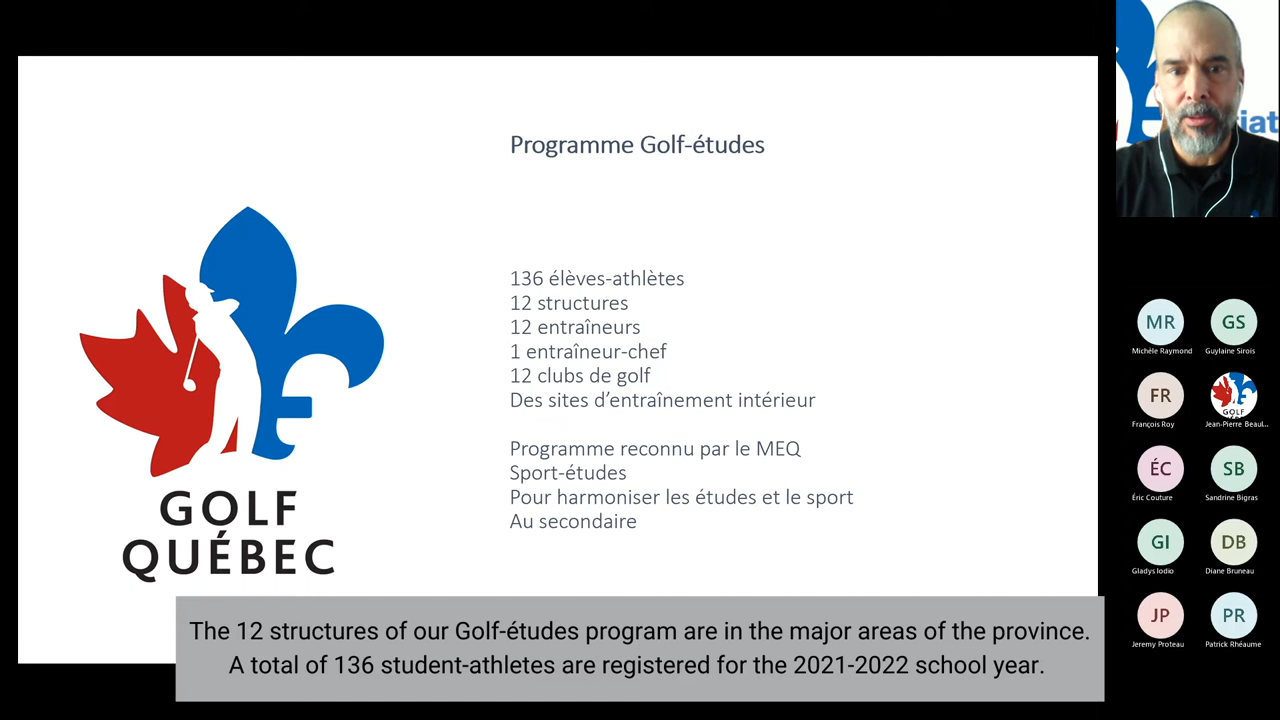 Programme Golf-études
136 élèves-athlètes
12 structures
12 entraîneurs
1 entraîneur-chef
12 clubs de golf
Des sites d’entraînement intérieur
Programme reconnu par le MEQ
Sport-études
Pour harmoniser les études et le sport
Au secondaire
GOLF
QUÉBEC
The 12 structures of our Golf-études program are in the major areas of the province.
A total of 136 student-athletes are registered for the 2021-2022 school year.
iat
MR
GS
Michèle Raymond
Guylaine Sirois
FR
GOLF
François Roy
Jean-Pierre Beaul...
ÉC
SB
Éric Couture
Sandrine Bigras
GI
DB
Gladys Iodio
Diane Bruneau
JP
PR
Jeremy Proteau
Patrick Rhéaume